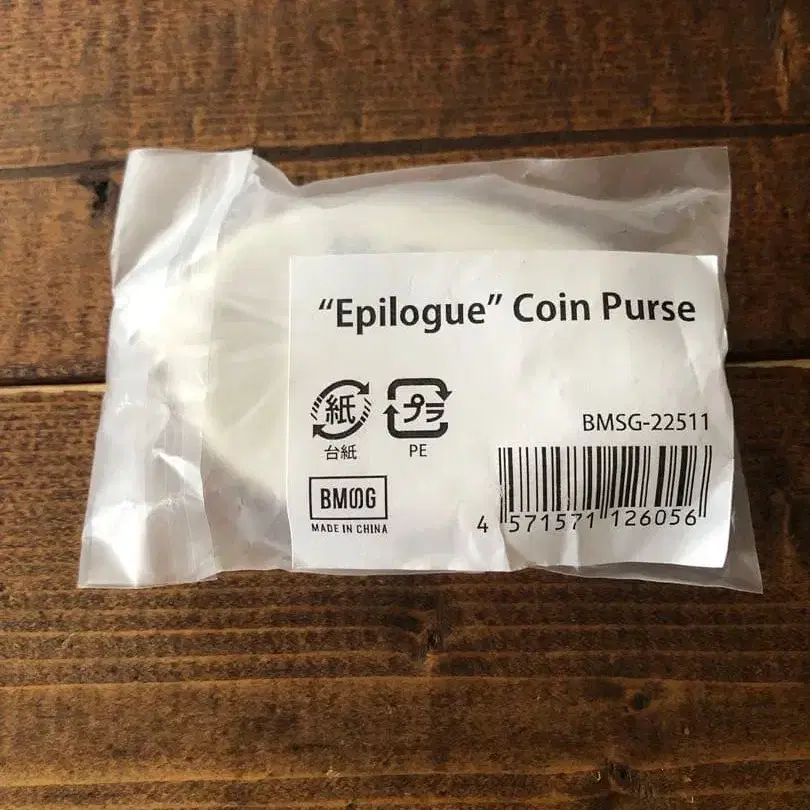 “Epilogue” Coin Purse
紙
台紙
プラ
PE
BMSG-22511
BMSG
MADE IN CHINA
4 571571 126056